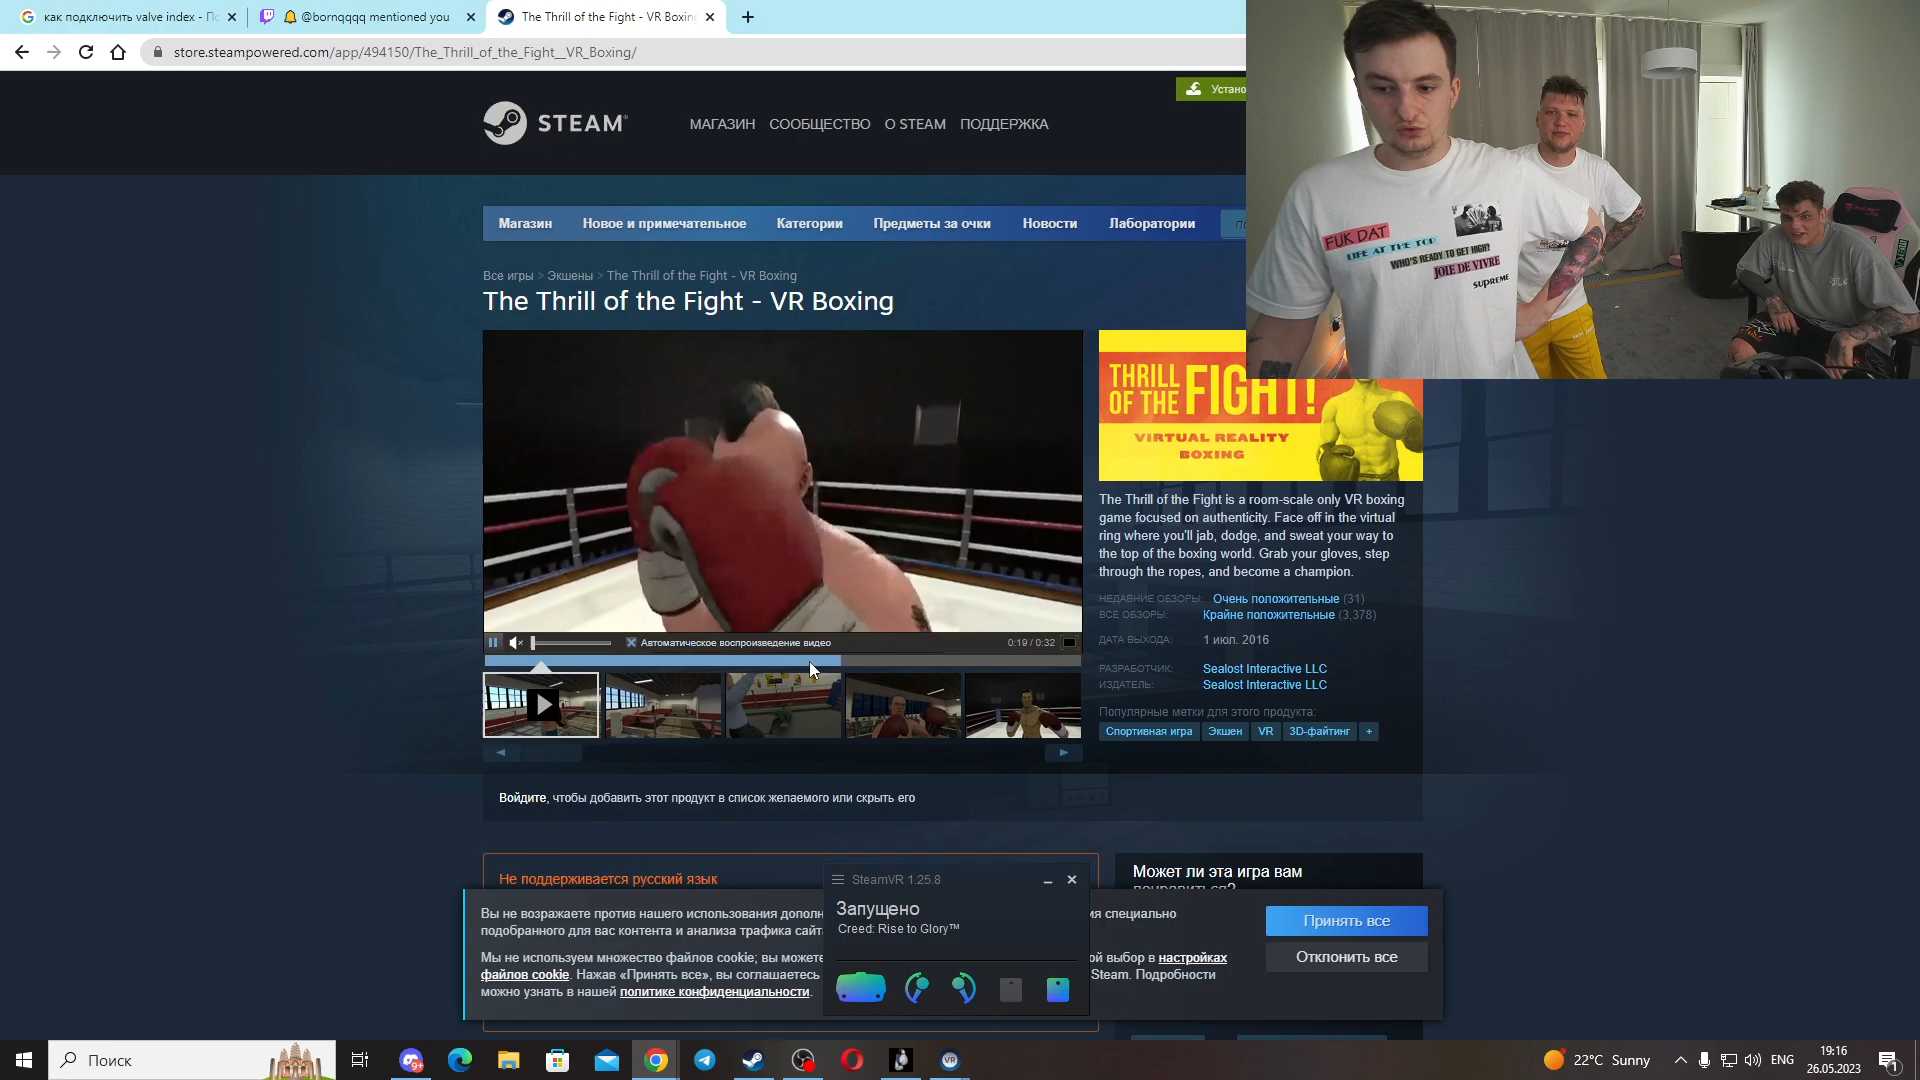 как подключить valve index - По
@bornqqqq mentioned you
The Thrill of the Fight - VR Boxin
store.steampowered.com/app/494150/The_Thrill_of_the_Fight__VR_Boxing/
Устано
STEAM
МАГАЗИН СООБЩЕСТВО О STEAM ПОДДЕРЖКА
Магазин Новое и примечательное Категории Предметы за очки Новости Лаборатории
Все игры > Экшены > The Thrill of the Fight - VR Boxing
The Thrill of the Fight - VR Boxing
FUK DAT
LIFE AT THE TOP
WHO'S READY TO GET HIGH?
JOIE DE VIVRE
SUPREME
THRILL
OF THE FIGHT!
VIRTUAL REALITY
BOXING
The Thrill of the Fight is a room-scale only VR boxing
game focused on authenticity. Face off in the virtual
ring where you'll jab, dodge, and sweat your way to
the top of the boxing world. Grab your gloves, step
through the ropes, and become a champion.
НЕДАВНИЕ ОБЗОРЫ: Очень положительные (31)
ВСЕ ОБЗОРЫ: Крайне положительные (3,378)
ДАТА ВЫХОДА: 1 июл. 2016
РАЗРАБОТЧИК: Sealost Interactive LLC
ИЗДАТЕЛЬ: Sealost Interactive LLC
Популярные метки для этого продукта:
Спортивная игра Экшен VR 3D-файтинг +
Автоматическое воспроизведение видео 0:19 / 0:32
Войдите, чтобы добавить этот продукт в список желаемого или скрыть его
Не поддерживается русский язык
Может ли эта игра вам
понравиться?
Вы не возражаете против нашего использования дополн
подобранного для вас контента и анализа трафика сайт
ия специально
Мы не используем множество файлов cookie; вы можете
файлов cookie. Нажав «Принять все», вы соглашаетесь
можно узнать в нашей политике конфиденциальности.
ой выбор в настройках
Steam. Подробности
Принять все
Отклонить все
SteamVR 1.25.8
Запущено
Creed: Rise to Glory™
Поиск
9+
VR
22°C Sunny
ENG
19:16
26.05.2023
1